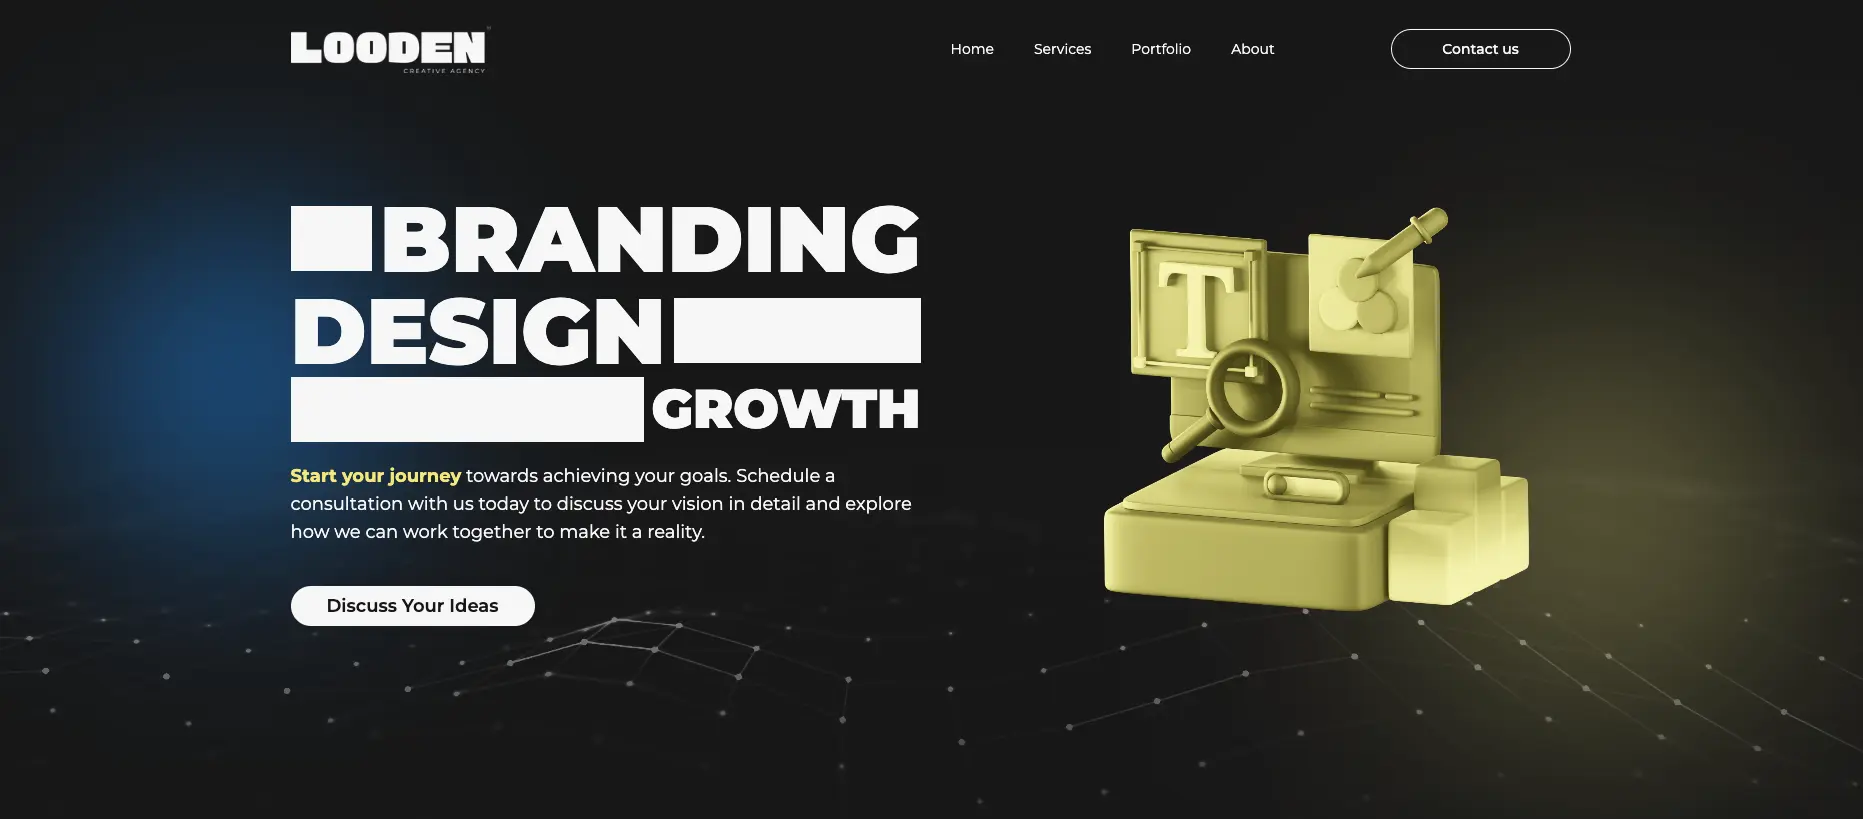 LOODEN
CREATIVE AGENCY
Home Services Portfolio About Contact us
BRANDING
DESIGN
GROWTH
Start your journey towards achieving your goals. Schedule a
consultation with us today to discuss your vision in detail and explore
how we can work together to make it a reality.
Discuss Your Ideas
T